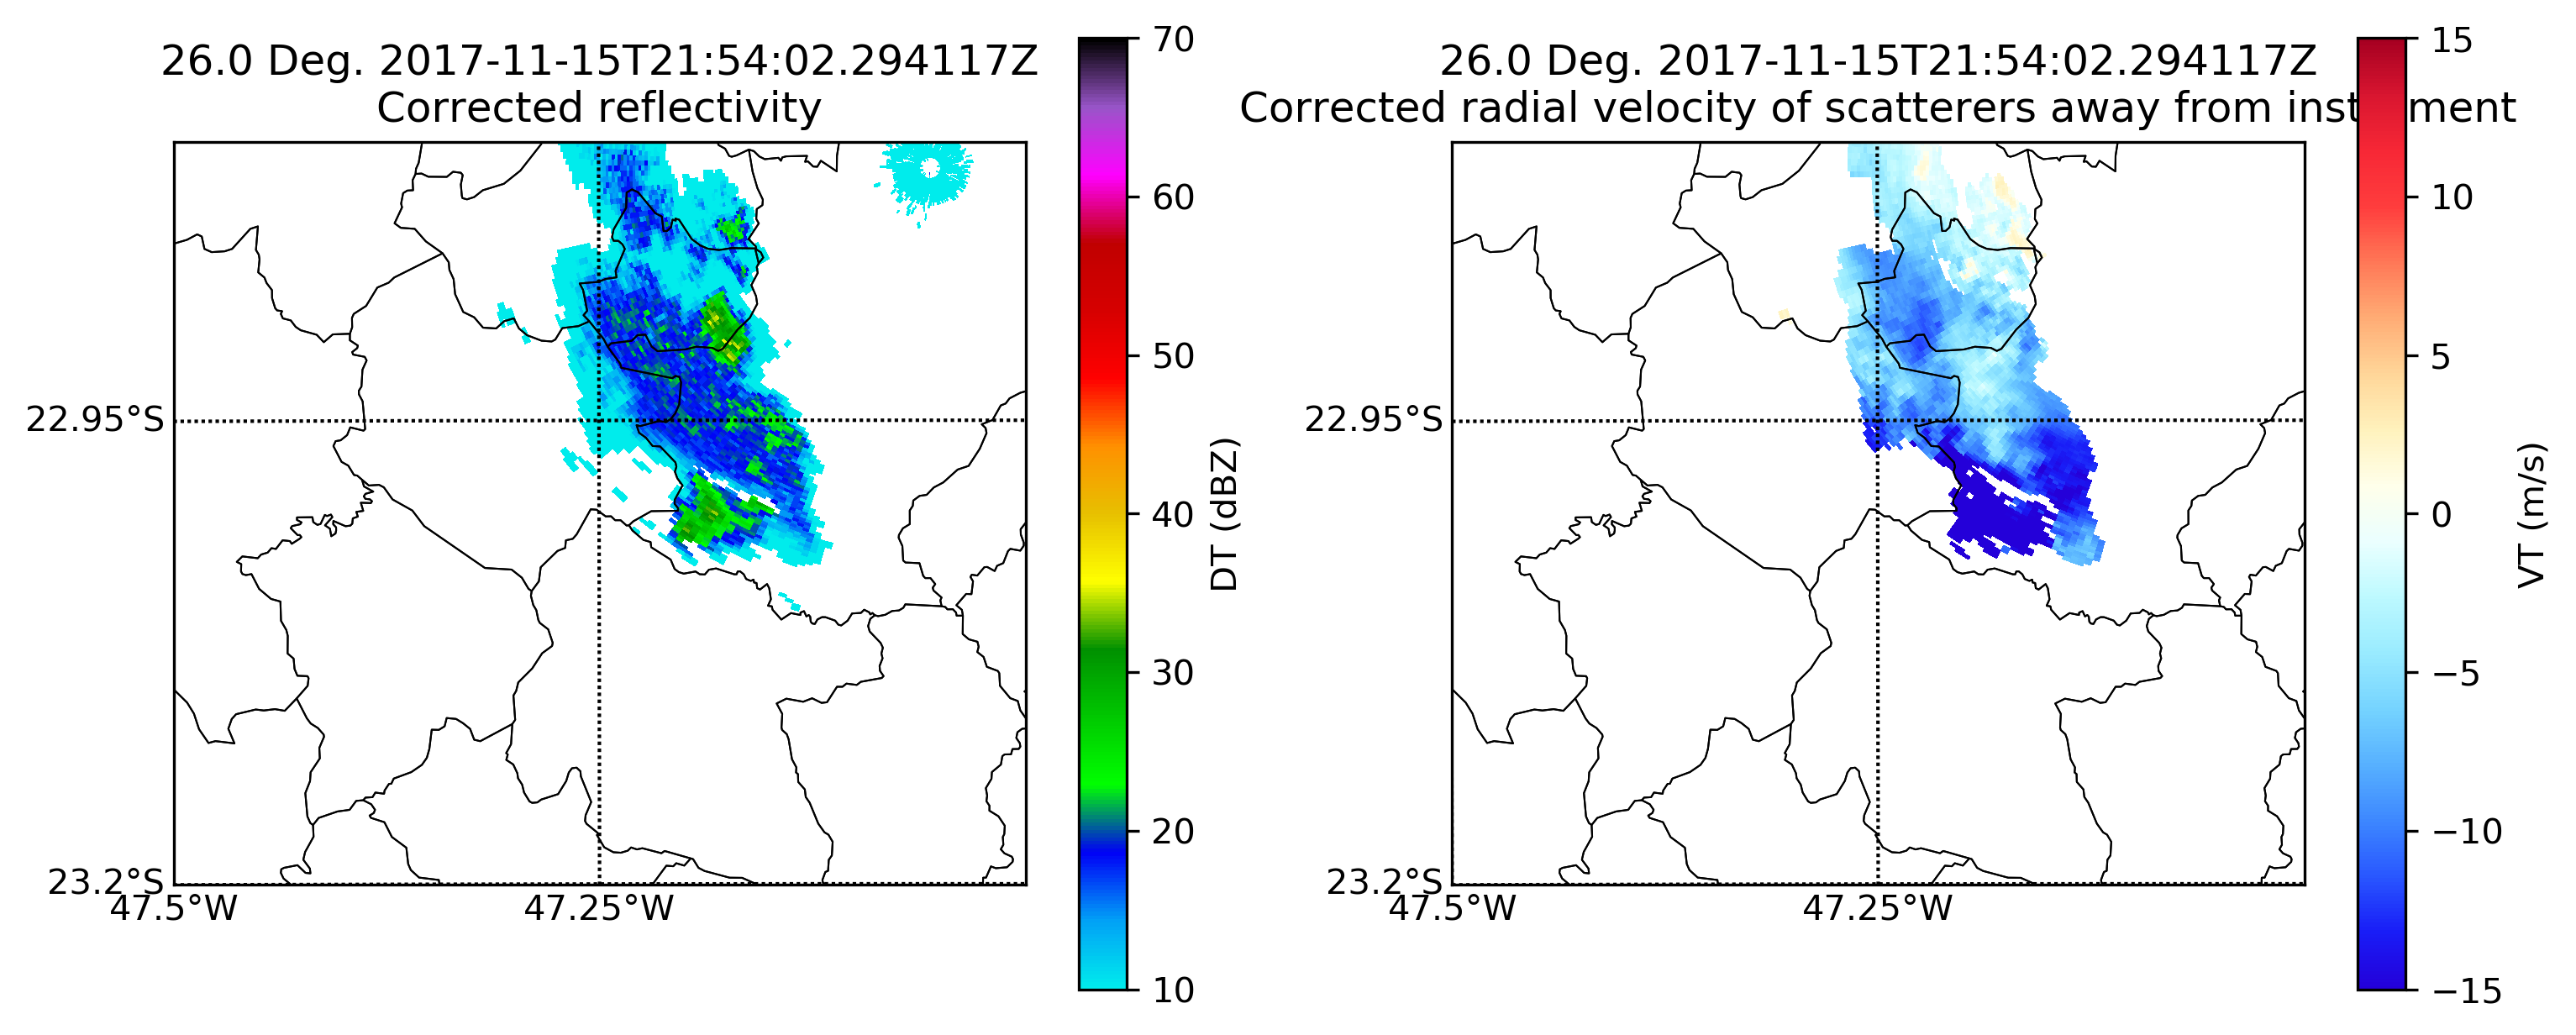 26.0 Deg. 2017-11-15T21:54:02.294117Z
Corrected reflectivity
22.95°S
23.2°S
47.5°W
47.25°W
70
60
50
40
30
20
10
DT (dBZ)
26.0 Deg. 2017-11-15T21:54:02.294117Z
Corrected radial velocity of scatterers away from inst ment
22.95°S
23.2°S
47.5°W
47.25°W
15
10
5
0
−5
−10
−15
VT (m/s)